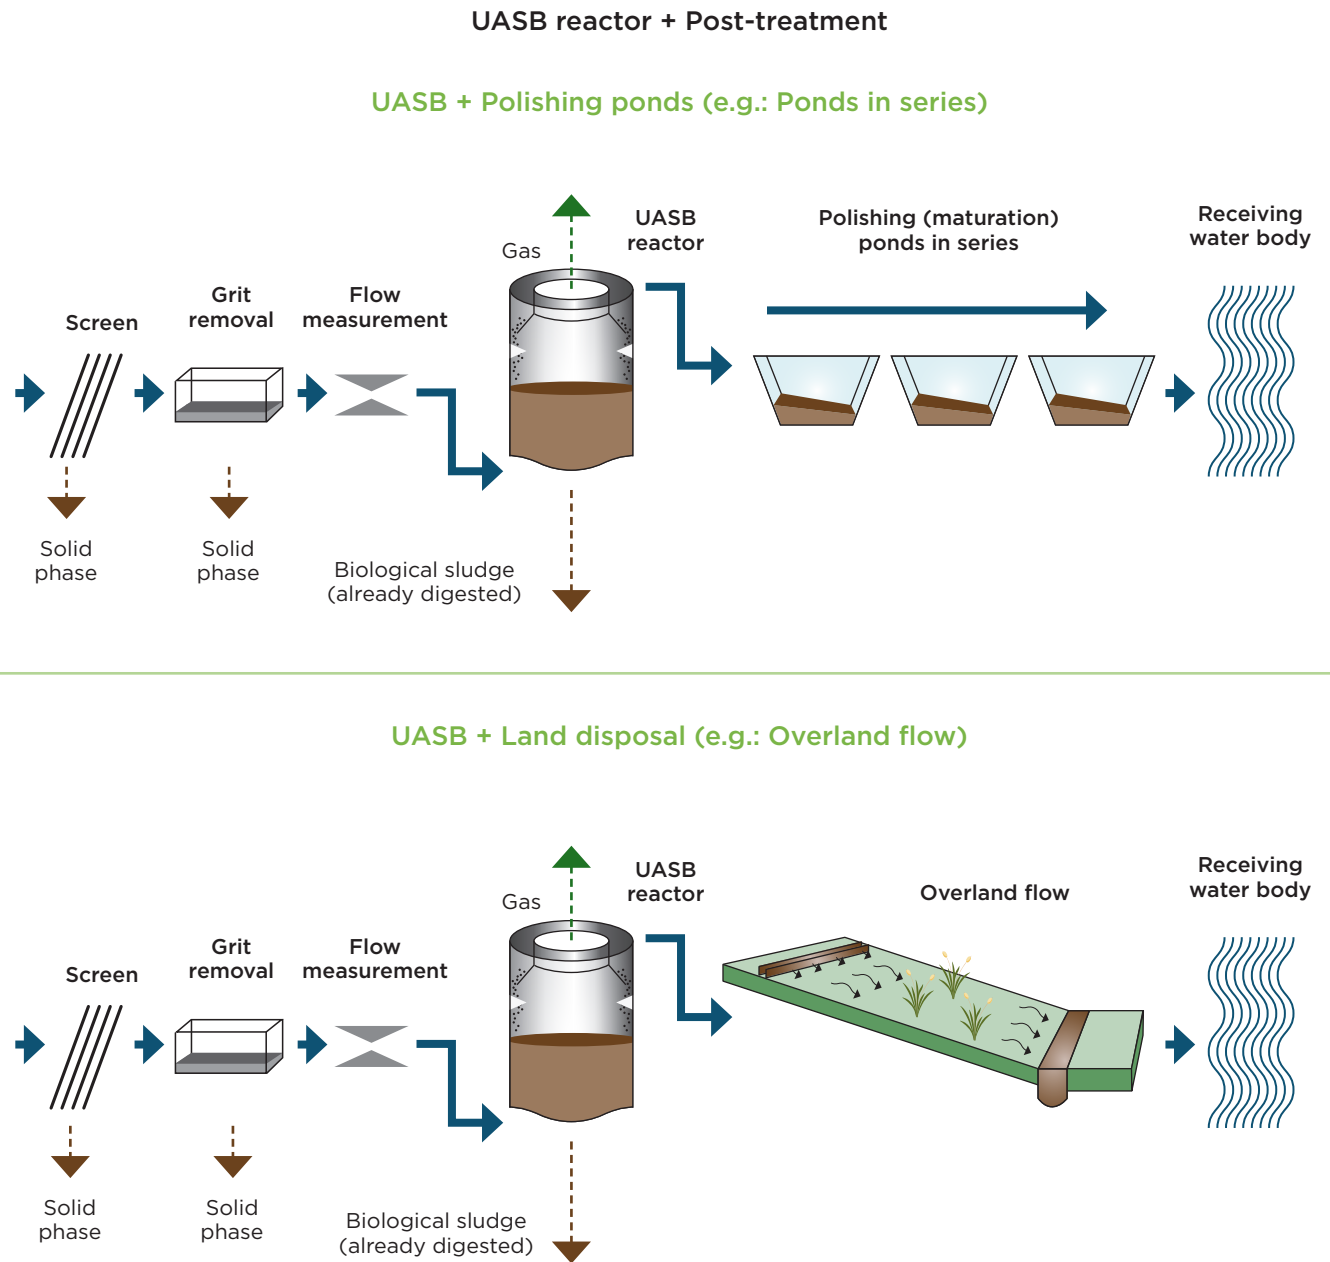 UASB reactor + Post-treatment
UASB + Polishing ponds (e.g.: Ponds in series)
Screen
Grit
removal
Flow
measurement
Gas
UASB
reactor
Polishing (maturation)
ponds in series
Receiving
water body
Solid
phase
Solid
phase
Biological sludge
(already digested)
UASB + Land disposal (e.g.: Overland flow)
Screen
Grit
removal
Flow
measurement
Gas
UASB
reactor
Overland flow
Receiving
water body
Solid
phase
Solid
phase
Biological sludge
(already digested)